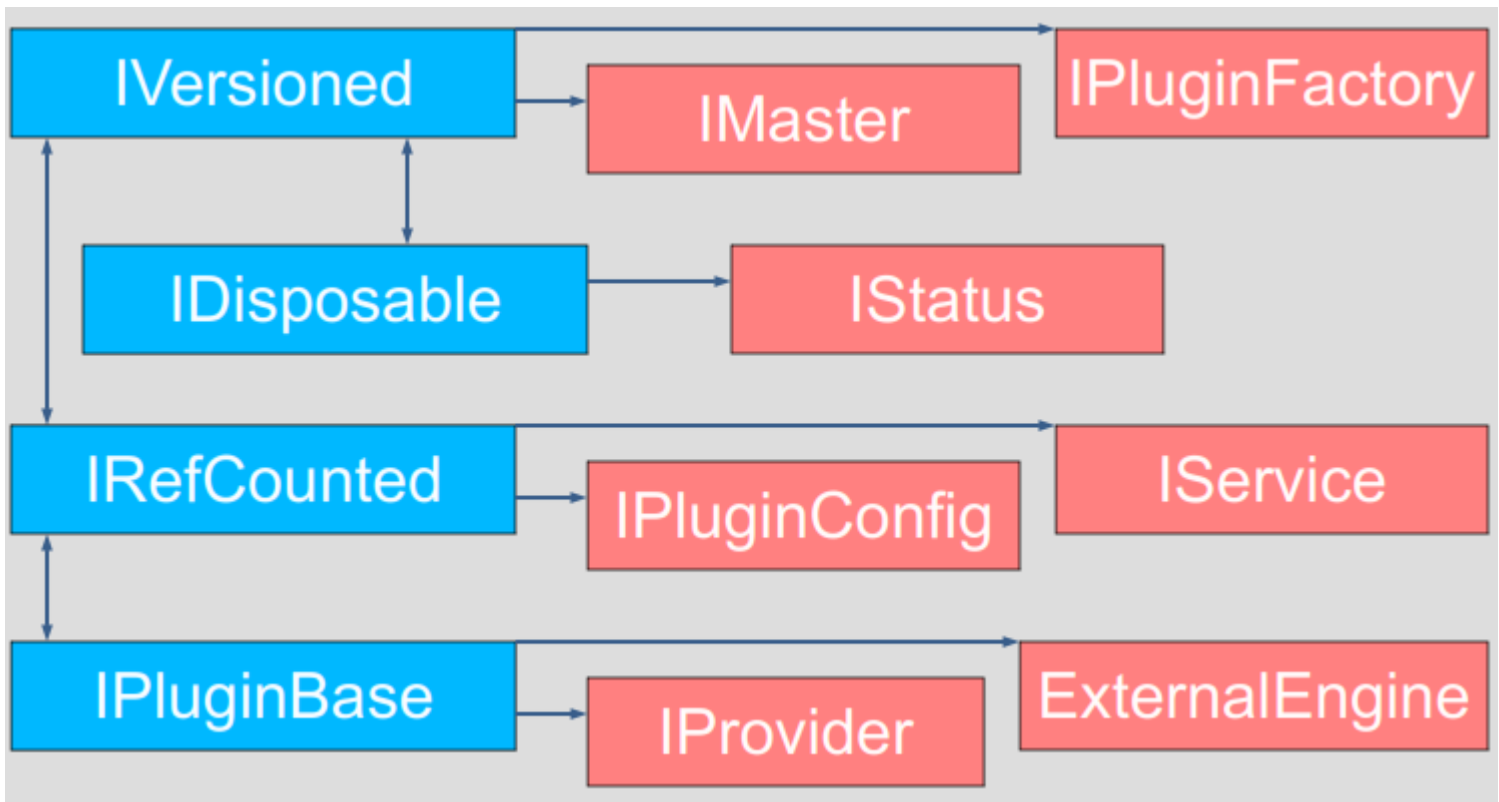 IVersioned
IPluginFactory
IMaster
IDisposable
IStatus
IRefCounted
IService
IPluginConfig
IPluginBase
ExternalEngine
IProvider